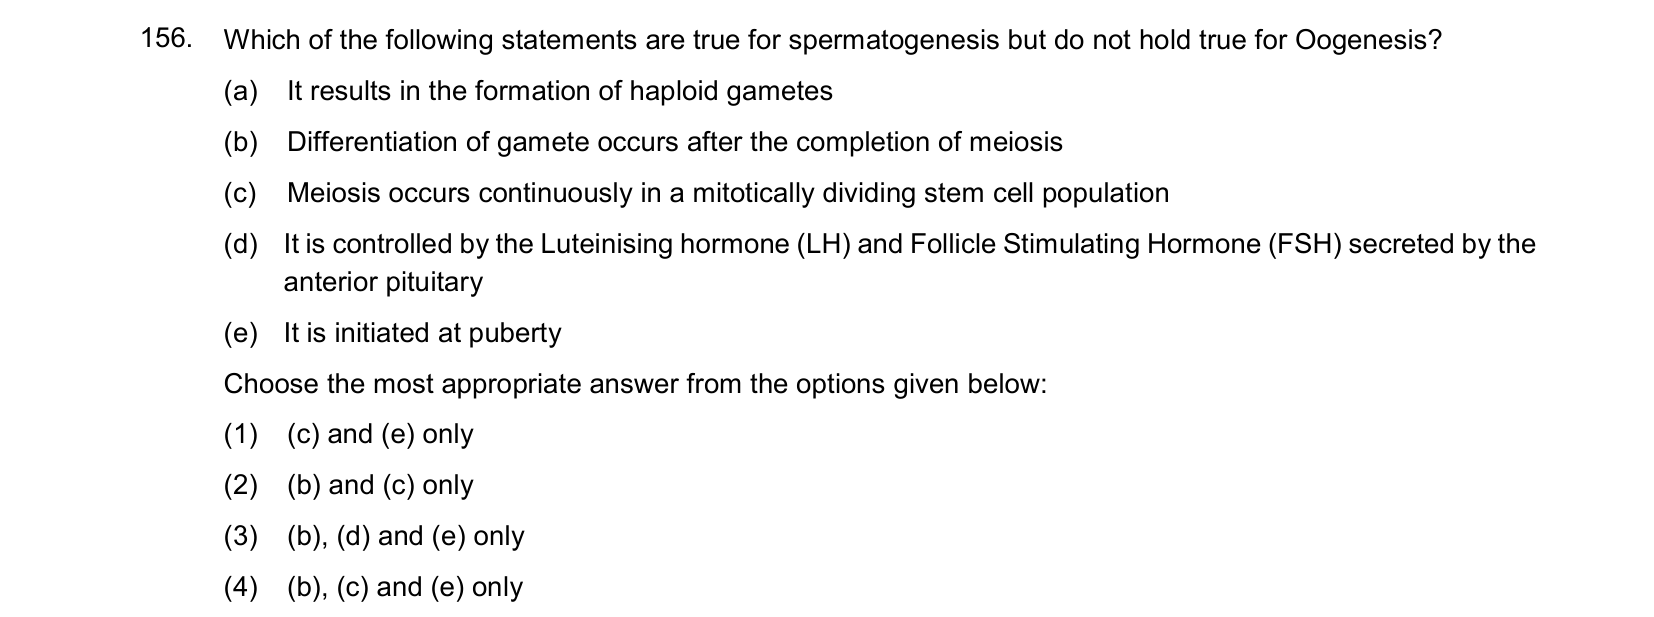 156. Which of the following statements are true for spermatogenesis but do not hold true for Oogenesis?
(a) It results in the formation of haploid gametes
(b) Differentiation of gamete occurs after the completion of meiosis
(c) Meiosis occurs continuously in a mitotically dividing stem cell population
(d) It is controlled by the Luteinising hormone (LH) and Follicle Stimulating Hormone (FSH) secreted by the
anterior pituitary
(e) It is initiated at puberty
Choose the most appropriate answer from the options given below:
(1) (c) and (e) only
(2) (b) and (c) only
(3) (b), (d) and (e) only
(4) (b), (c) and (e) only